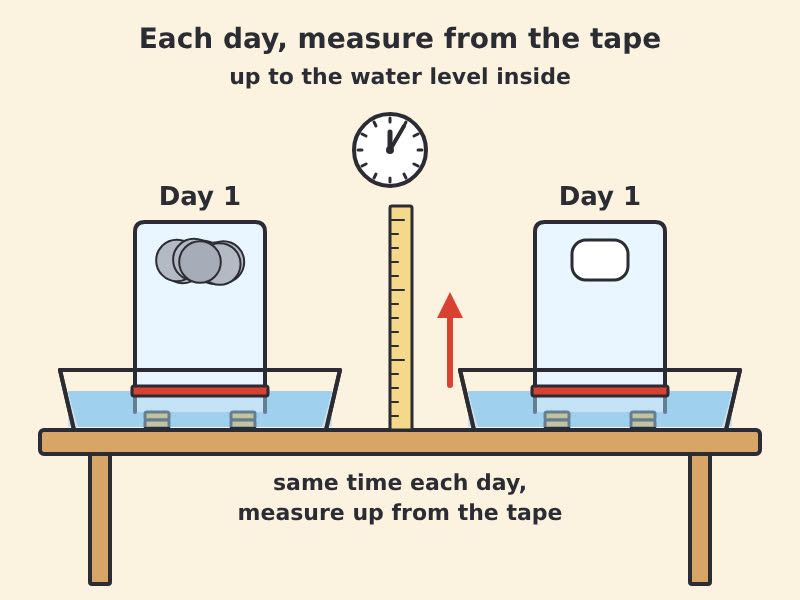 Each day, measure from the tape
up to the water level inside
Day 1
Day 1
same time each day,
measure up from the tape